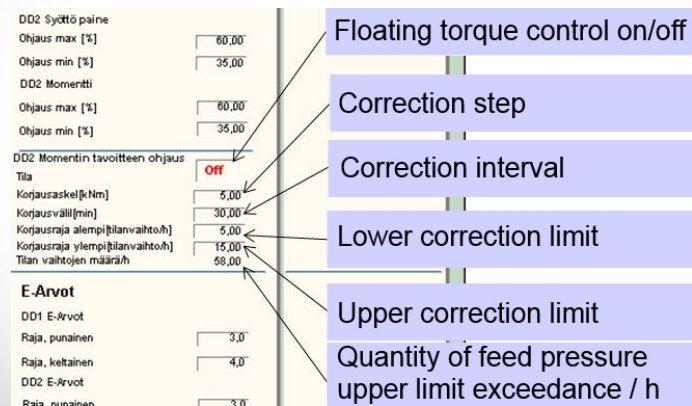 DD2 Syöttö paine
Ohjaus max [%] 60,00
Ohjaus min [%] 35,00
DD2 Momentti
Ohjaus max [%] 60,00
Ohjaus min [%] 35,00
DD2 Momentin tavoitteen ohjaus
Tila Off
Korjausaskel[kNm] 5,00
Korjausväli[min] 30,00
Korjausraja alempi[tilanvaihto/h] 5,00
Korjausraja ylempi[tilanvaihto/h] 15,00
Tilan vaihtojen määrä/h 58,00
E-Arvot
DD1 E-Arvot
Raja, punainen 3,0
Raja, keltainen 4,0
DD2 E-Arvot
Raja, punainen 3,0
Floating torque control on/off
Correction step
Correction interval
Lower correction limit
Upper correction limit
Quantity of feed pressure
upper limit exceedance / h